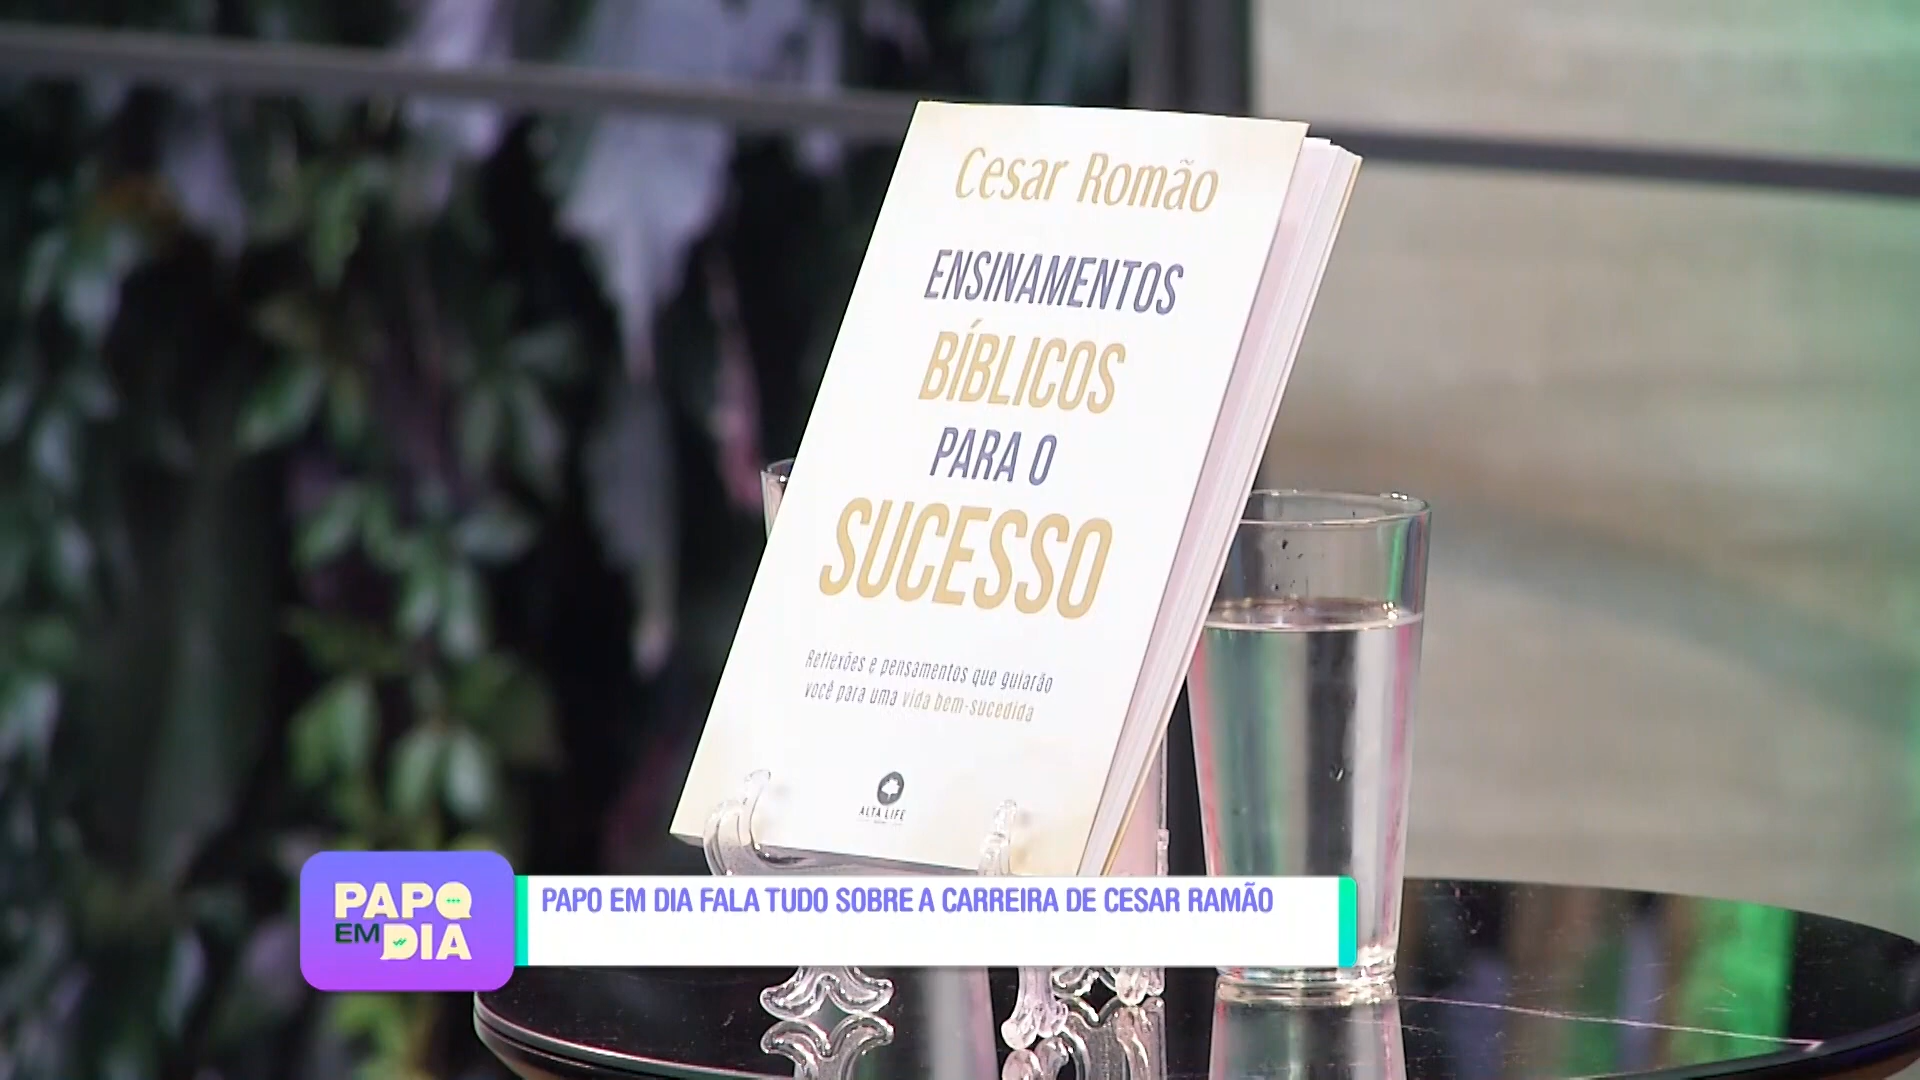 Cesar Romão
ENSINAMENTOS
BÍBLICOS
PARA O
SUCESSO
Reflexões e pensamentos que guiarão
você para uma vida bem-sucedida
ALTA LIFE
PAPO
EM DIA
PAPO EM DIA FALA TUDO SOBRE A CARREIRA DE CESAR RAMÃO